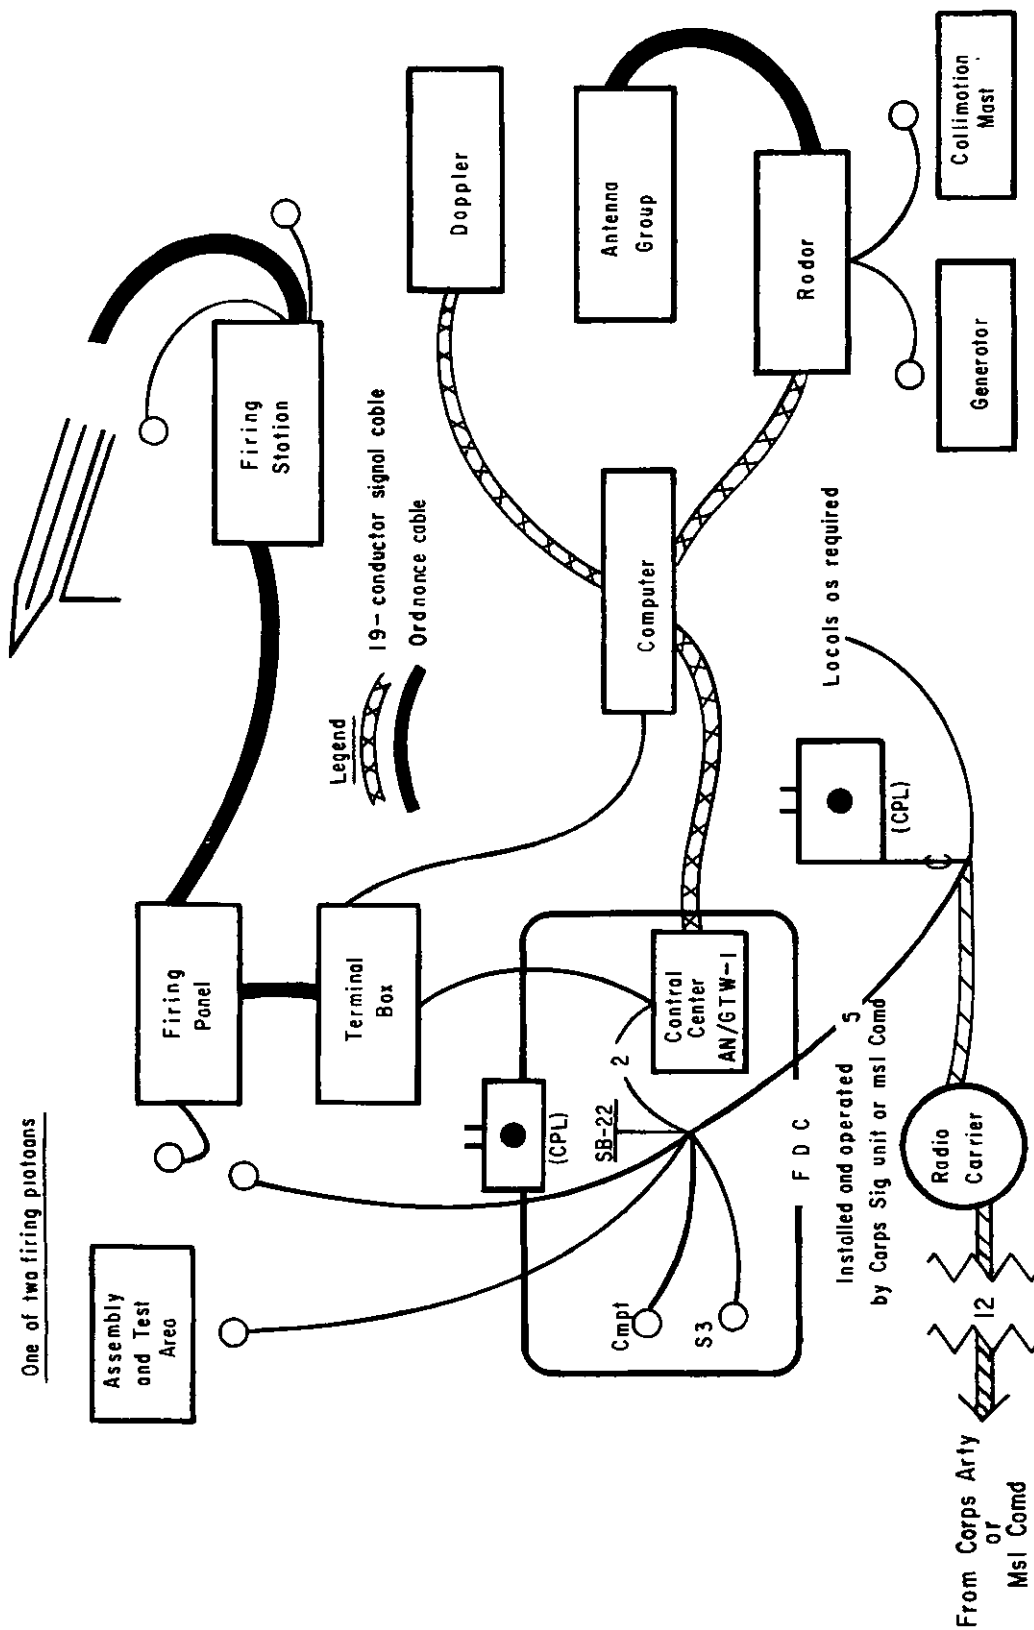 One of two firing platoons
Assembly
and Test
Area
Firing
Panel
Firing
Station
Terminal
Box
Legend
19-conductor signal cable
Ordnance cable
Doppler
(CPL)
SB-22
2
Control
Center
AN/GTW-1
Cmpt
S3
F D C
Computer
Antenna
Group
Radar
5
Installed and operated
by Corps Sig unit or msl Comd
(CPL)
Locals as required
Generator
Collimation
Mast
Radio
Carrier
12
From Corps Arty
or
Msl Comd